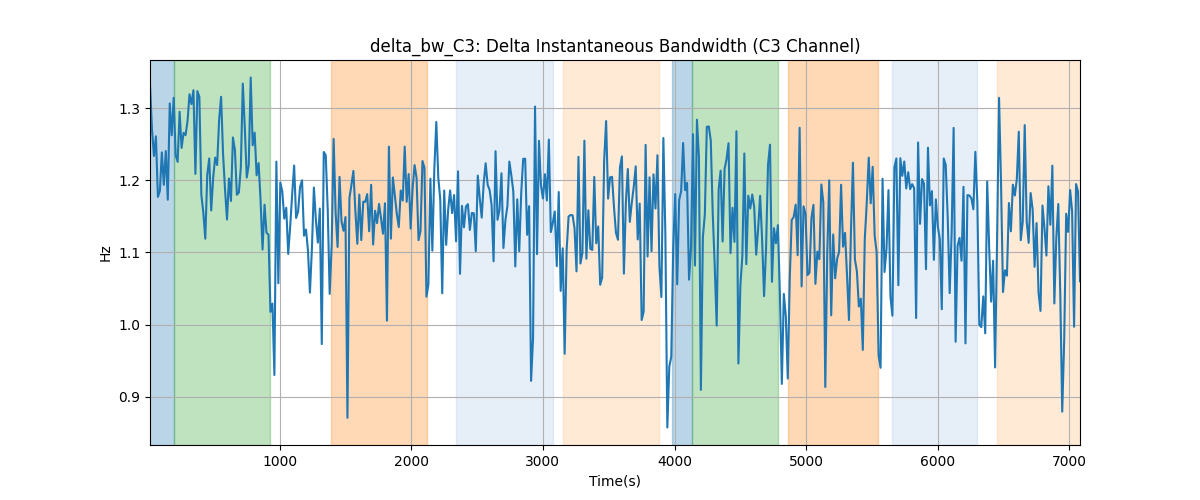 delta_bw_C3: Delta Instantaneous Bandwidth (C3 Channel)
Hz
1.3
1.2
1.1
1.0
0.9
1000 2000 3000 4000 5000 6000 7000
Time(s)